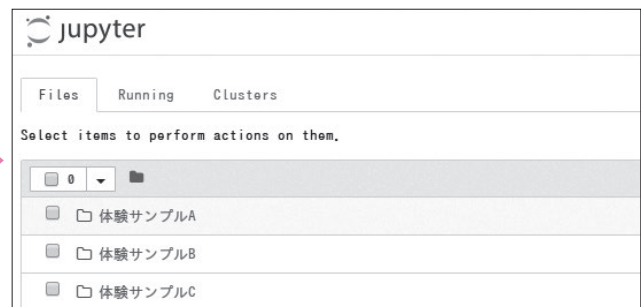 jupyter
Files Running Clusters
Select items to perform actions on them.
0
体験サンプルA
体験サンプルB
体験サンプルC